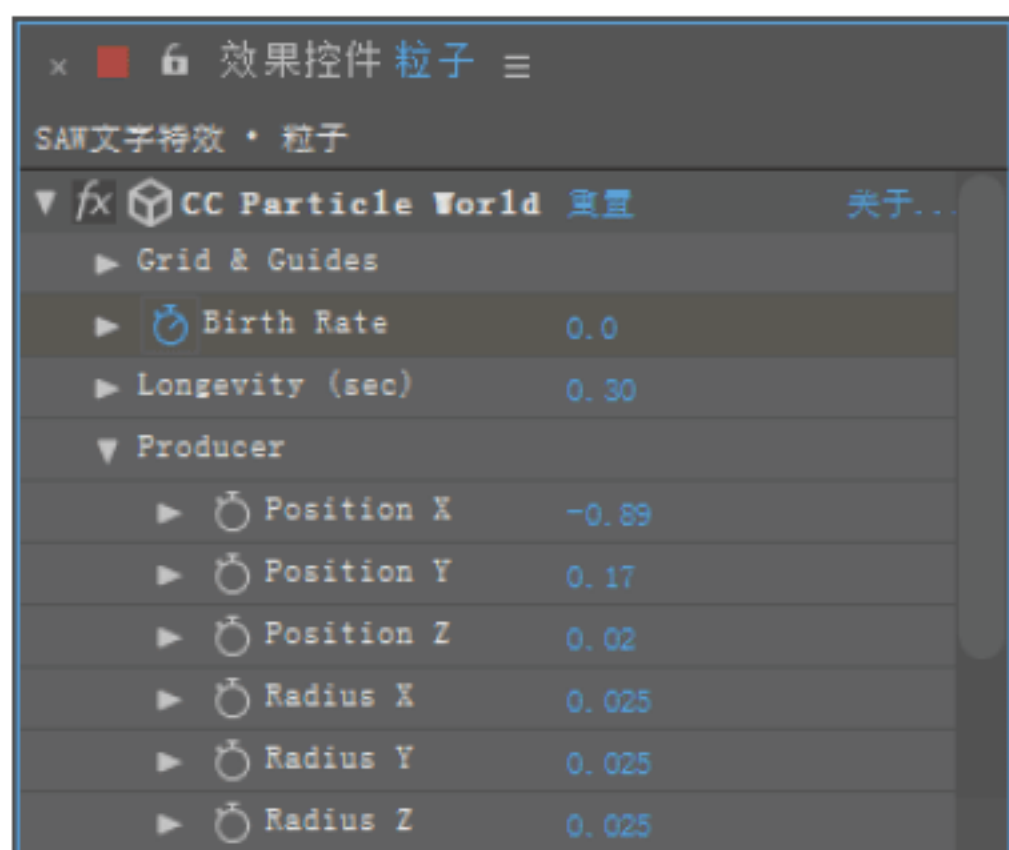 × 效果控件 粒子 ≡
SAW文字特效 • 粒子
fx CC Particle World 重置 关于...
Grid & Guides
Birth Rate 0.0
Longevity (sec) 0.30
Producer
Position X -0.89
Position Y 0.17
Position Z 0.02
Radius X 0.025
Radius Y 0.025
Radius Z 0.025